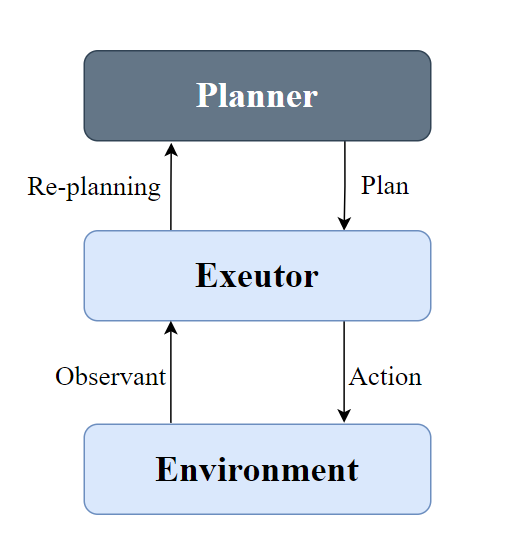 Planner
Re-planning
Plan
Exeutor
Observant
Action
Environment